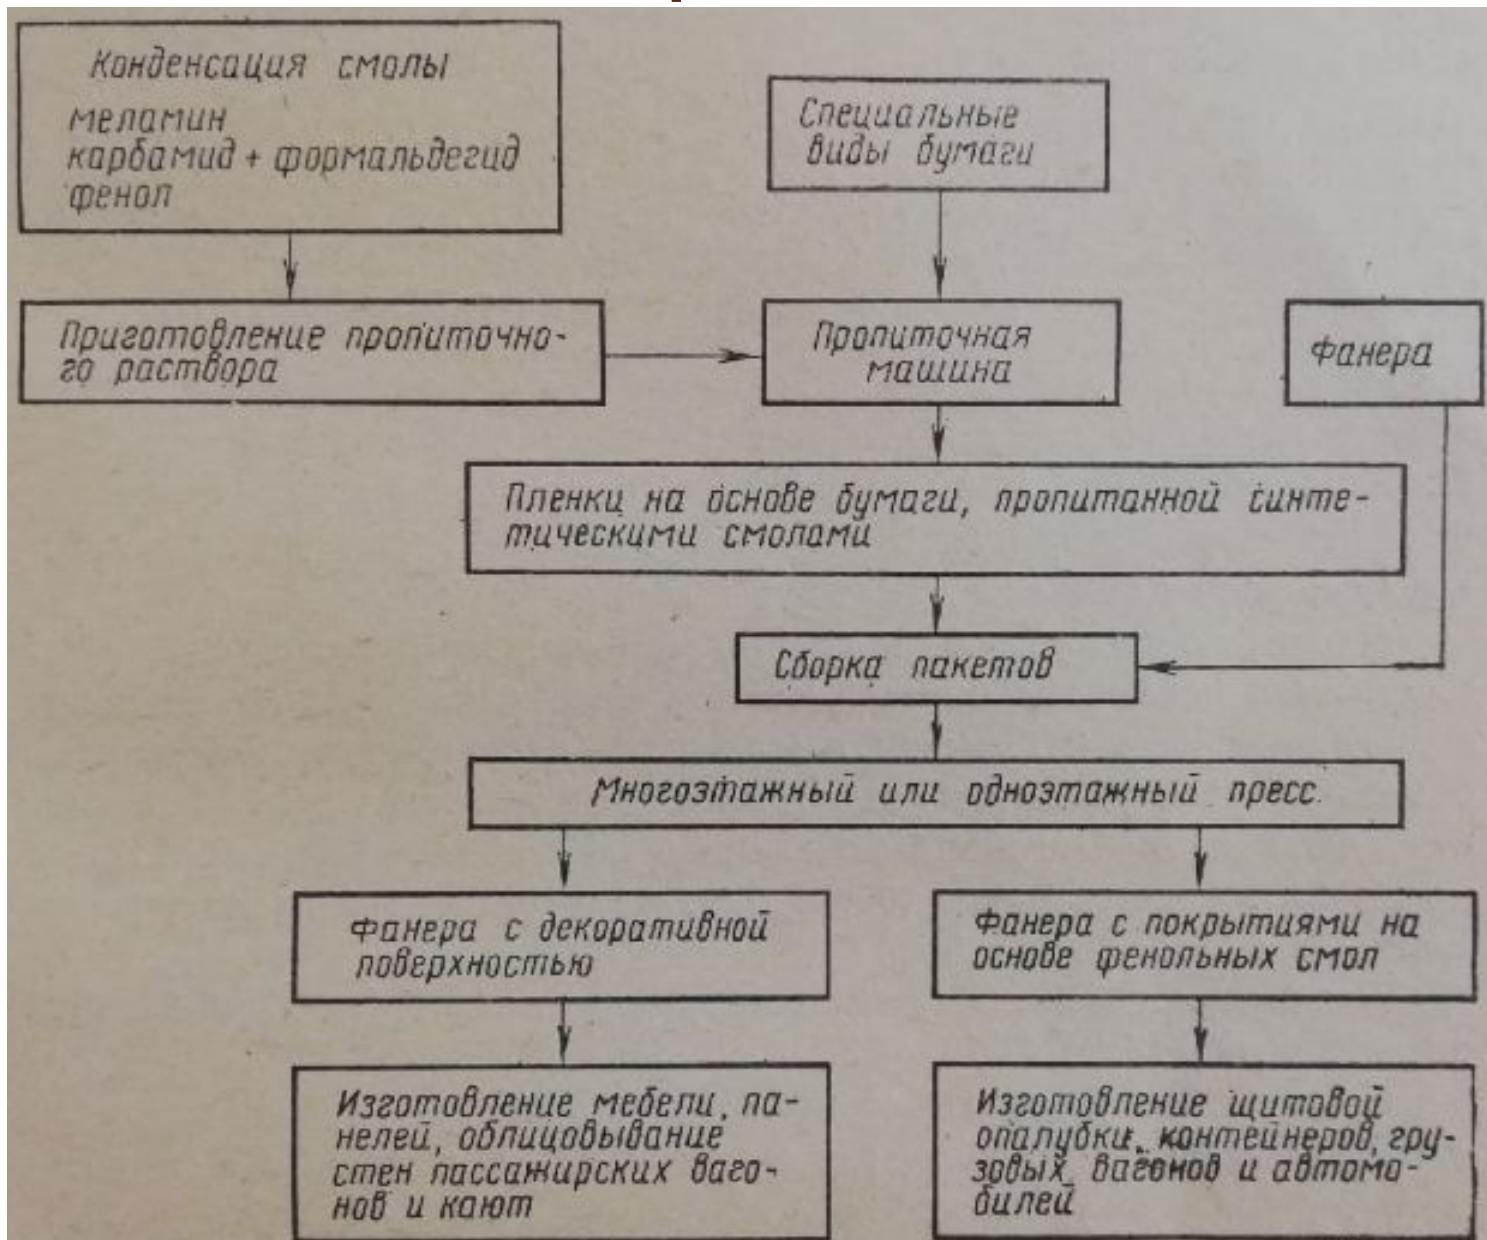 Конденсация смолы
меламин
карбамид + формальдегид
фенол
Специальные
виды бумаги
Приготовление пропиточно-
го раствора
Пропиточная
машина
Фанера
Пленки на основе бумаги, пропитанной синте-
тическими смолами
Сборка пакетов
Многоэтажный или одноэтажный пресс.
Фанера с декоративной
поверхностью
Фанера с покрытиями на
основе фенольных смол
Изготовление мебели, па-
нелей, облицовывание
стен пассажирских ваго-
нов и кают
Изготовление щитовой
опалубки, контейнеров, гру-
зовых вагонов и автомо-
билей